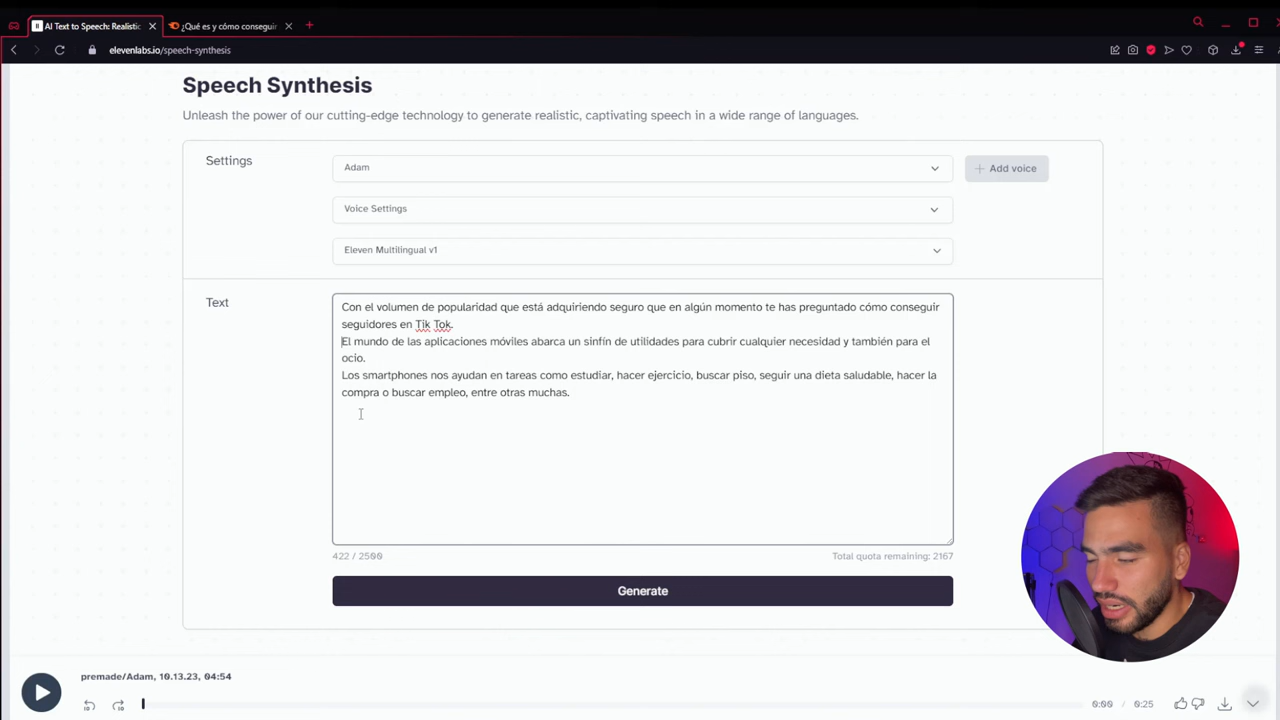 AI Text to Speech: Realistic
¿Qué es y cómo conseguir
elevenlabs.io/speech-synthesis
Speech Synthesis
Unleash the power of our cutting-edge technology to generate realistic, captivating speech in a wide range of languages.
Settings
Adam
Add voice
Voice Settings
Eleven Multilingual v1
Text
Con el volumen de popularidad que está adquiriendo seguro que en algún momento te has preguntado cómo conseguir
seguidores en Tik Tok.
El mundo de las aplicaciones móviles abarca un sinfín de utilidades para cubrir cualquier necesidad y también para el
ocio.
Los smartphones nos ayudan en tareas como estudiar, hacer ejercicio, buscar piso, seguir una dieta saludable, hacer la
compra o buscar empleo, entre otras muchas.
422 / 2500
Total quota remaining: 2167
Generate
premade/Adam, 10.13.23, 04:54
0:00 / 0:25